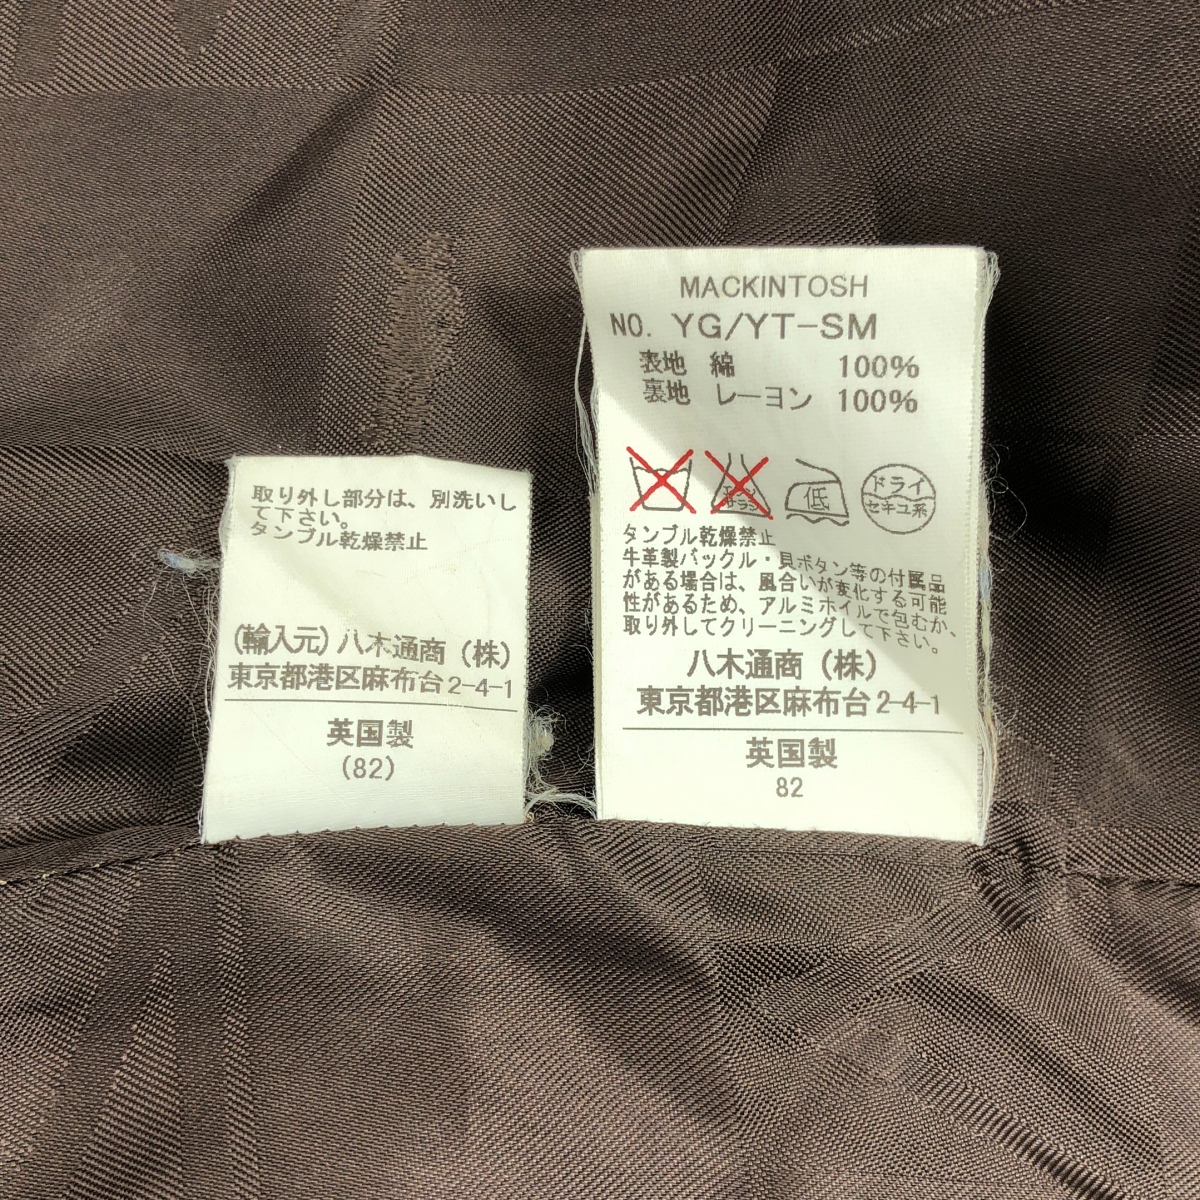 取り外し部分は、別洗いし
て下さい。
タンブル乾燥禁止
(輸入元) 八木通商 (株)
東京都港区麻布台2-4-1
英国製
(82)
MACKINTOSH
NO. YG/YT-SM
表地 綿 100%
裏地 レーヨン 100%
低
ドライ
セキユ系
タンブル乾燥禁止
牛革製バックル・貝ボタン等の付属品
がある場合は、風合いが変化する可能
性があるため、アルミホイルで包むか、
取り外してクリーニングして下さい。
八木通商 (株)
東京都港区麻布台2-4-1
英国製
82